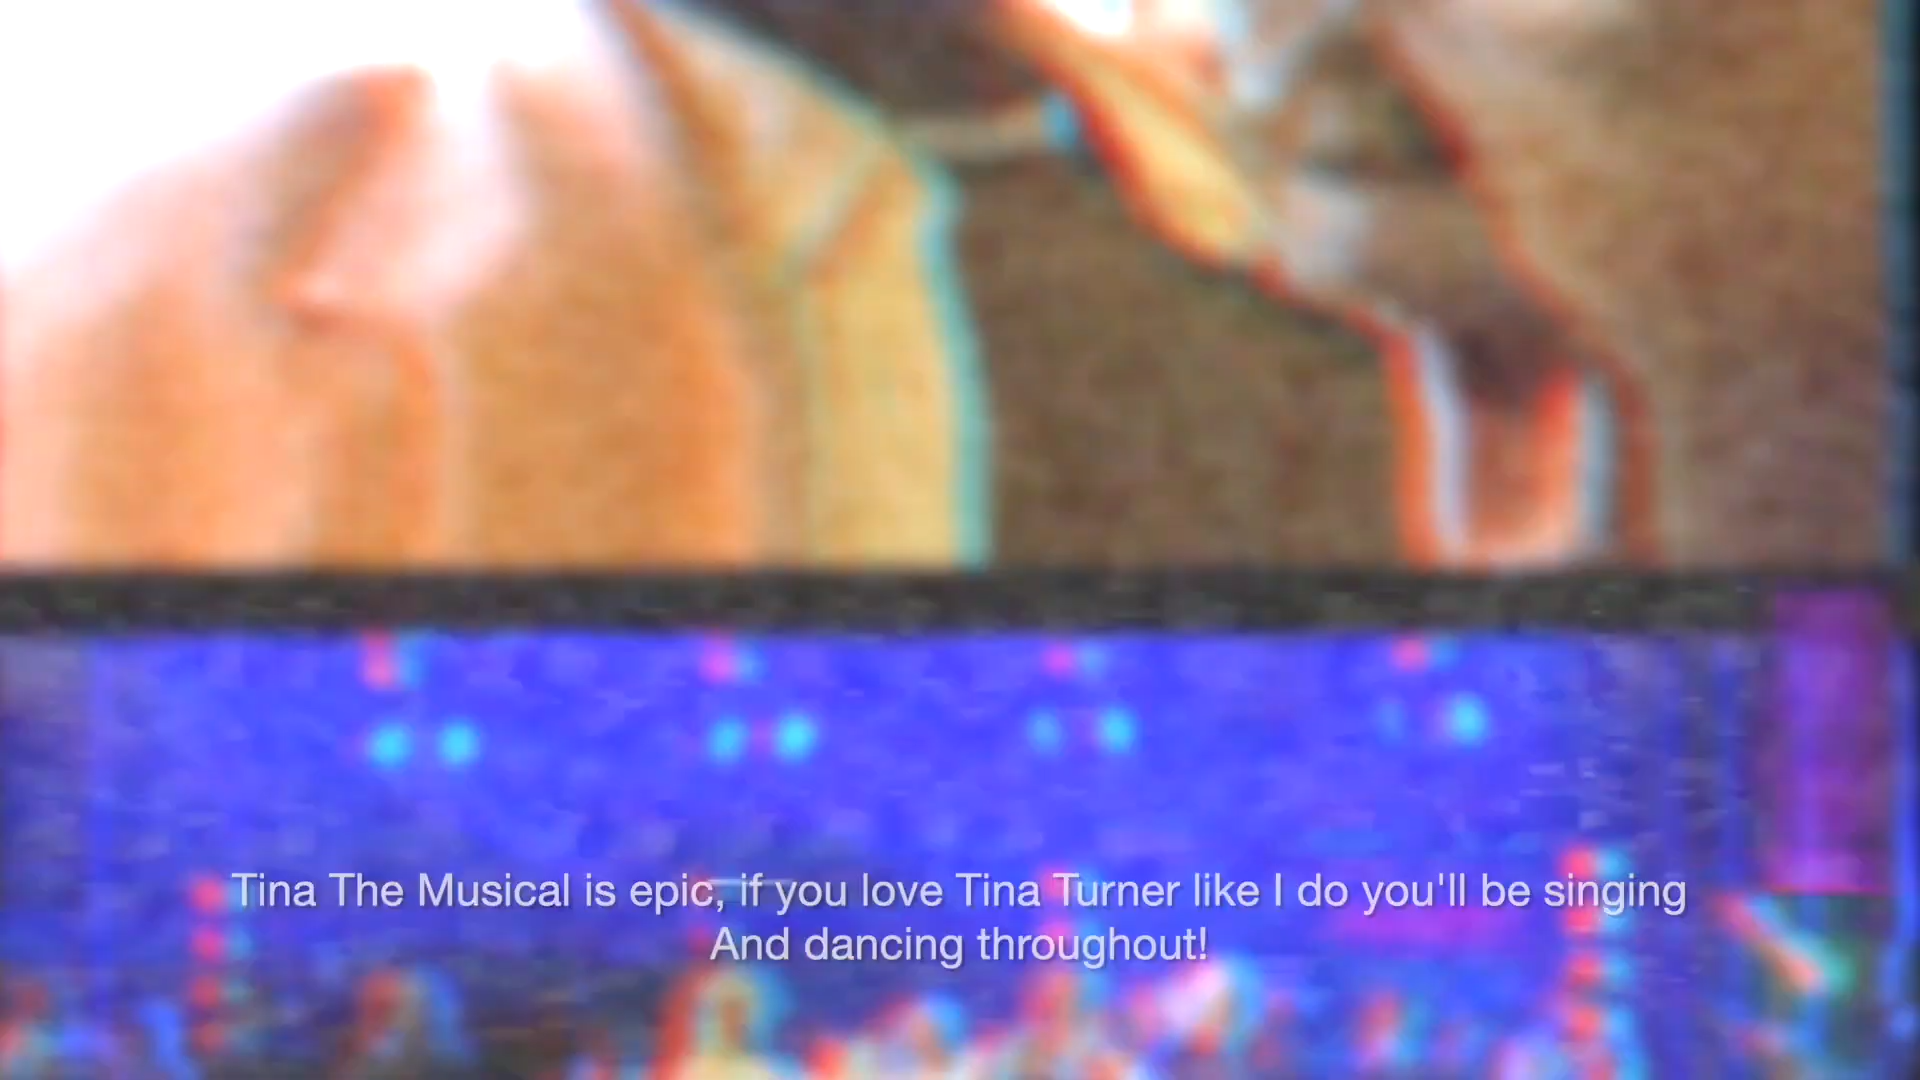 Tina The Musical is epic, if you love Tina Turner like I do you'll be singing
And dancing throughout!